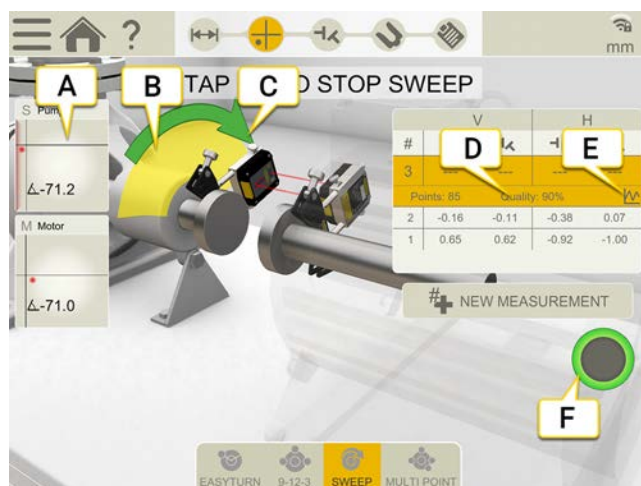 ?
mm
TAP
O STOP SWEEP
A
B
C
S Pum
-71.2
M Motor
-71.0
V
H
#
D
E
3
--- --- --- ---
Points: 85 Quality: 90%
2 -0.16 -0.11 -0.38 0.07
1 0.65 0.62 -0.92 -1.00
# NEW MEASUREMENT
F
EASYTURN 9-12-3 SWEEP MULTI POINT